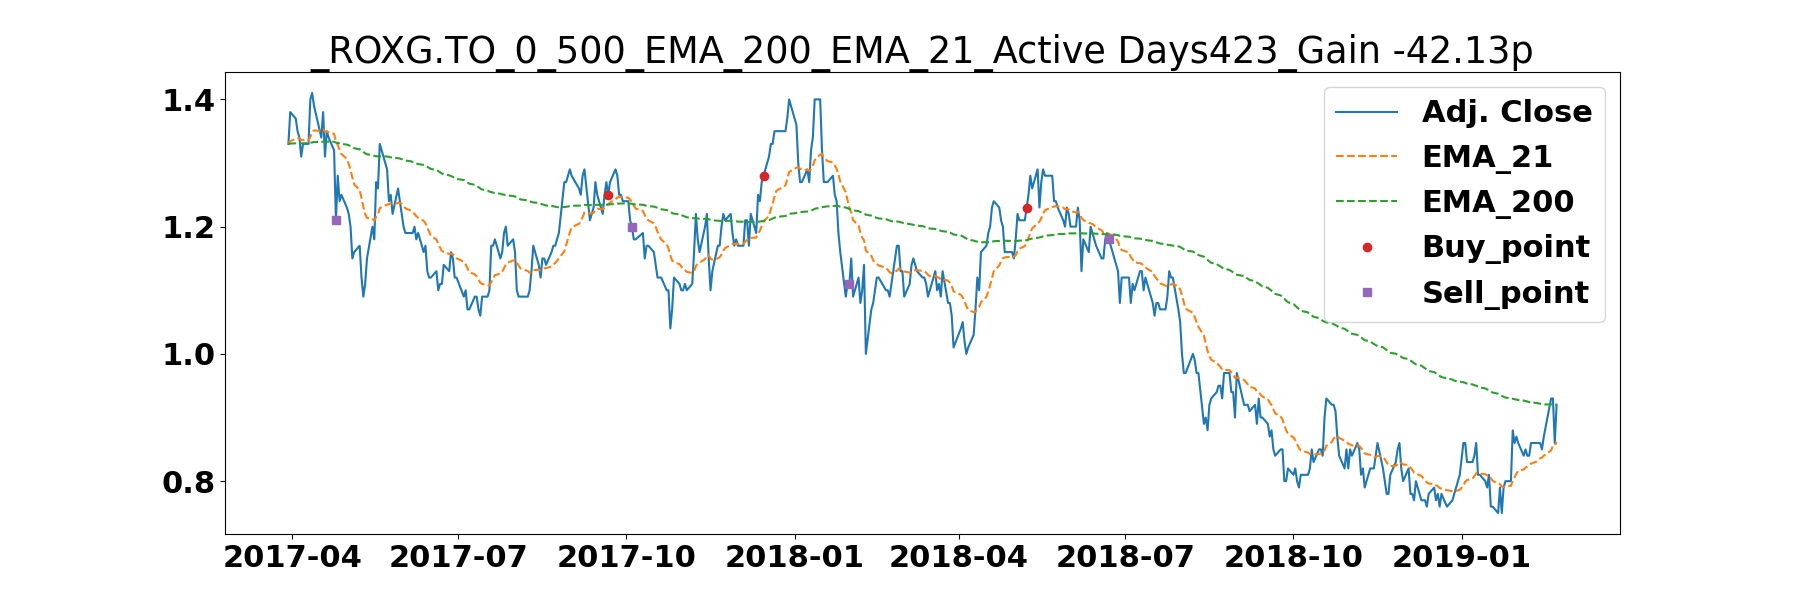 _ROXG.TO_0_500_EMA_200_EMA_21_Active Days423_Gain -42.13p
1.4
1.2
1.0
0.8
Adj. Close
EMA_21
EMA_200
Buy_point
Sell_point
2017-04 2017-07 2017-10 2018-01 2018-04 2018-07 2018-10 2019-01